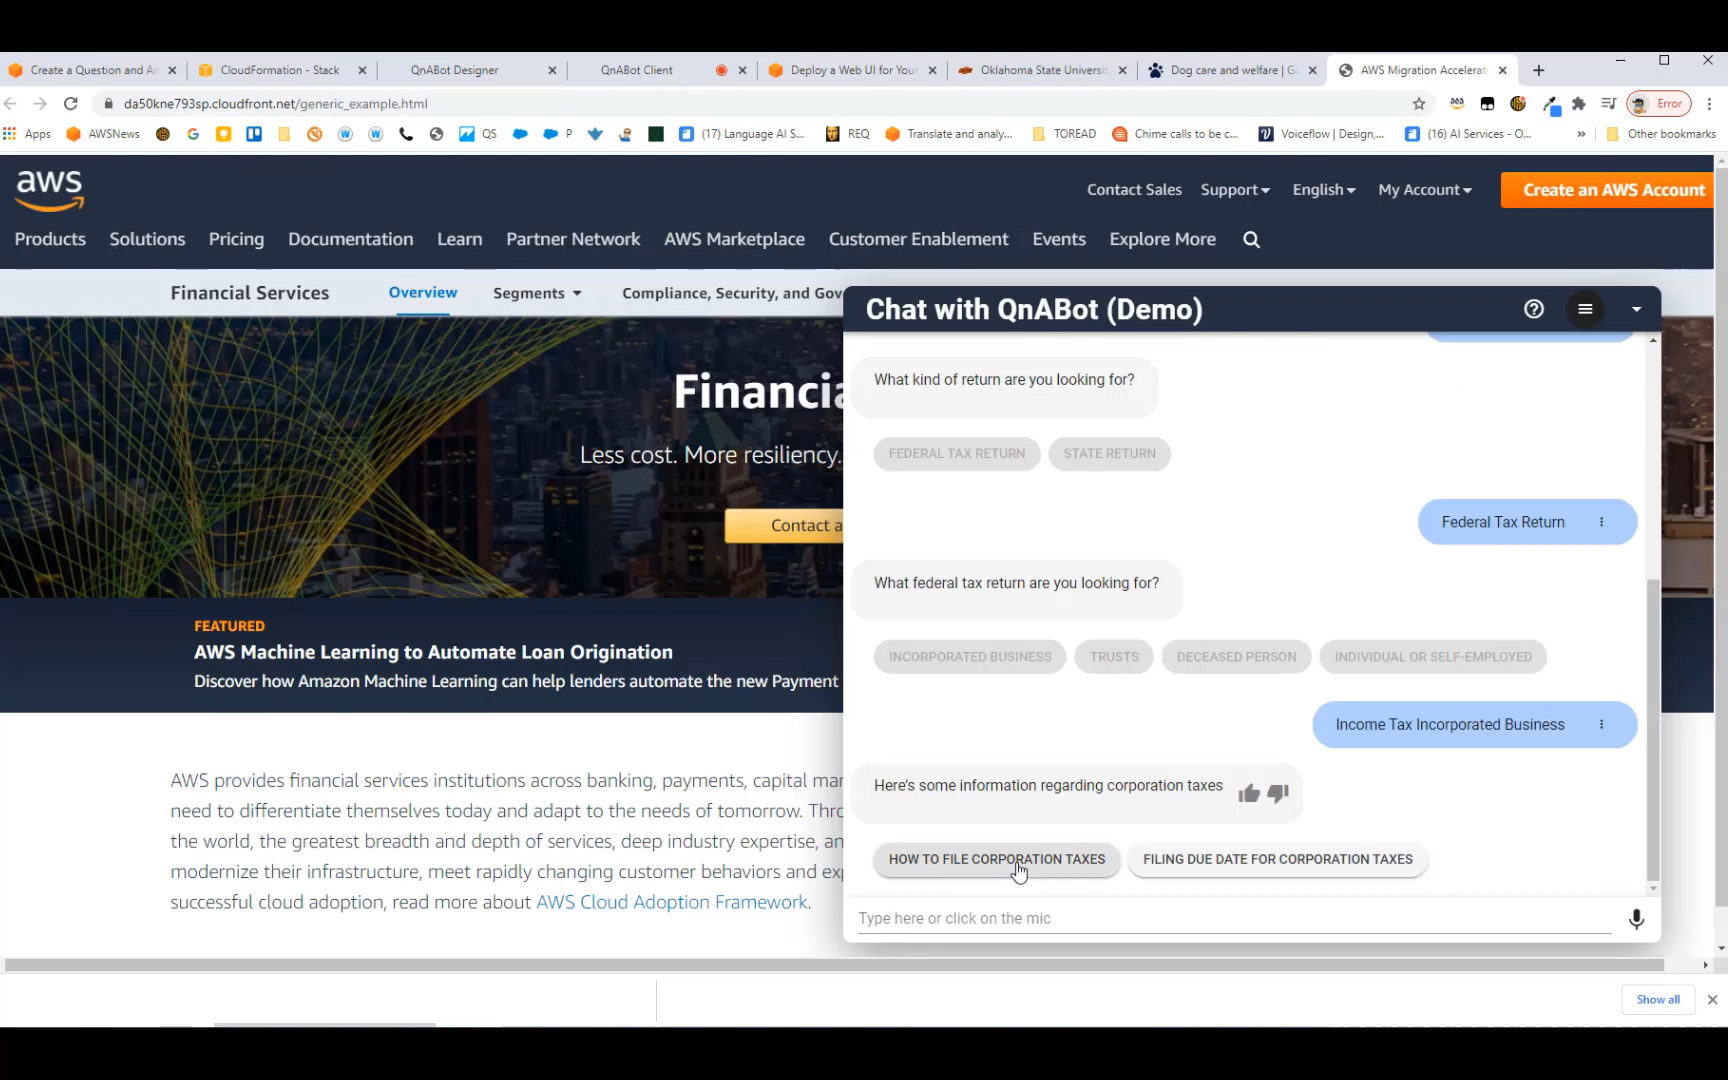 Create a Question and An
CloudFormation - Stack
QnABot Designer
QnABot Client
Deploy a Web UI for Your
Oklahoma State Universit
Dog care and welfare | G
AWS Migration Accelerat
da50kne793sp.cloudfront.net/generic_example.html
Error
Apps
AWSNews
QS
P
(17) Language AI S...
REQ
Translate and analy...
TOREAD
Chime calls to be c...
Voiceflow | Design,...
(16) AI Services - O...
Other bookmarks
aws
Contact Sales
Support
English
My Account
Create an AWS Account
Products
Solutions
Pricing
Documentation
Learn
Partner Network
AWS Marketplace
Customer Enablement
Events
Explore More
Financial Services
Overview
Segments
Compliance, Security, and Gov
Financia
Less cost. More resiliency.
Contact a
FEATURED
AWS Machine Learning to Automate Loan Origination
Discover how Amazon Machine Learning can help lenders automate the new Payment
AWS provides financial services institutions across banking, payments, capital mar
need to differentiate themselves today and adapt to the needs of tomorrow. Thro
the world, the greatest breadth and depth of services, deep industry expertise, an
modernize their infrastructure, meet rapidly changing customer behaviors and exp
successful cloud adoption, read more about AWS Cloud Adoption Framework.
Chat with QnABot (Demo)
What kind of return are you looking for?
FEDERAL TAX RETURN
STATE RETURN
Federal Tax Return
What federal tax return are you looking for?
INCORPORATED BUSINESS
TRUSTS
DECEASED PERSON
INDIVIDUAL OR SELF-EMPLOYED
Income Tax Incorporated Business
Here's some information regarding corporation taxes
HOW TO FILE CORPORATION TAXES
FILING DUE DATE FOR CORPORATION TAXES
Type here or click on the mic
Show all